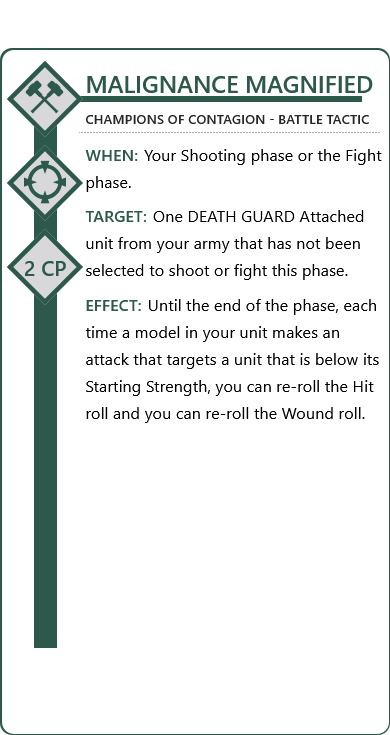 MALIGNANCE MAGNIFIED
CHAMPIONS OF CONTAGION - BATTLE TACTIC
WHEN: Your Shooting phase or the Fight
phase.
TARGET: One DEATH GUARD Attached
unit from your army that has not been
2 CP
selected to shoot or fight this phase.
EFFECT: Until the end of the phase, each
time a model in your unit makes an
attack that targets a unit that is below its
Starting Strength, you can re-roll the Hit
roll and you can re-roll the Wound roll.